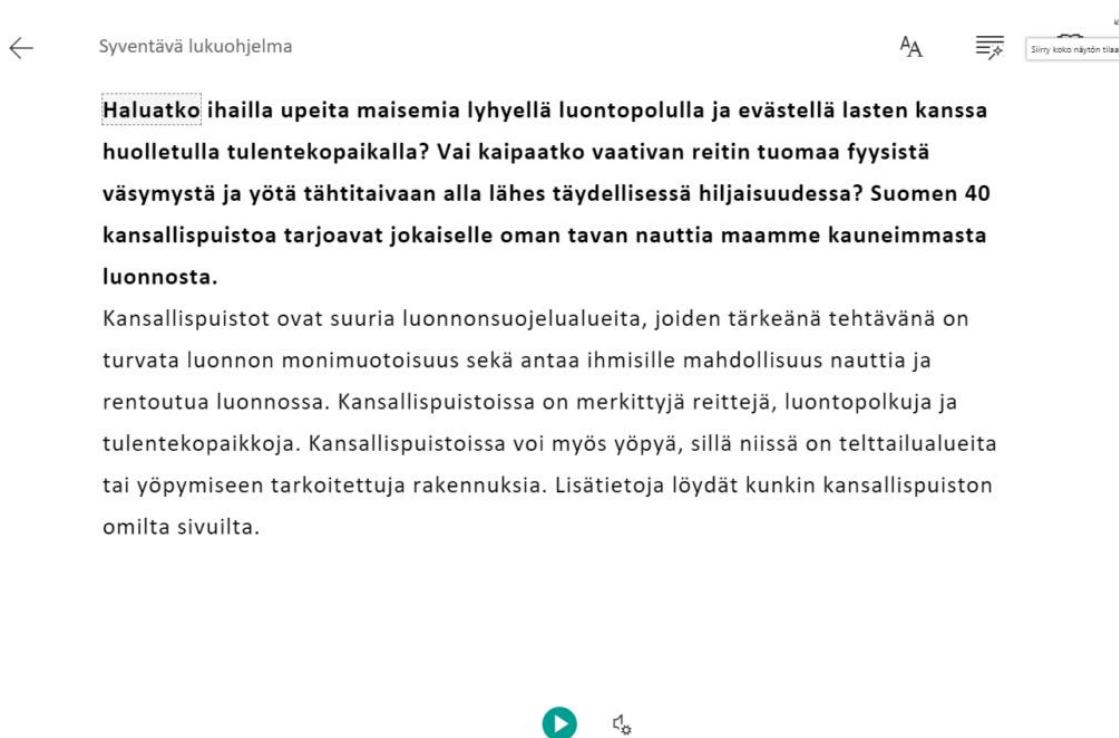 Syventävä lukuohjelma
AA
Siirry koko näytön tilaa
Haluatko ihailla upeita maisemia lyhyellä luontopolulla ja evästellä lasten kanssa
huolletulla tulentekopaikalla? Vai kaipaatko vaativan reitin tuomaa fyysistä
väsymystä ja yötä tähtitaivaan alla lähes täydellisessä hiljaisuudessa? Suomen 40
kansallispuistoa tarjoavat jokaiselle oman tavan nauttia maamme kauneimmasta
luonnosta.
Kansallispuistot ovat suuria luonnonsuojelualueita, joiden tärkeänä tehtävänä on
turvata luonnon monimuotoisuus sekä antaa ihmisille mahdollisuus nauttia ja
rentoutua luonnossa. Kansallispuistoissa on merkittyjä reittejä, luontopolkuja ja
tulentekopaikkoja. Kansallispuistoissa voi myös yöpyä, sillä niissä on telttailualueita
tai yöpymiseen tarkoitettuja rakennuksia. Lisätietoja löydät kunkin kansallispuiston
omilta sivuilta.